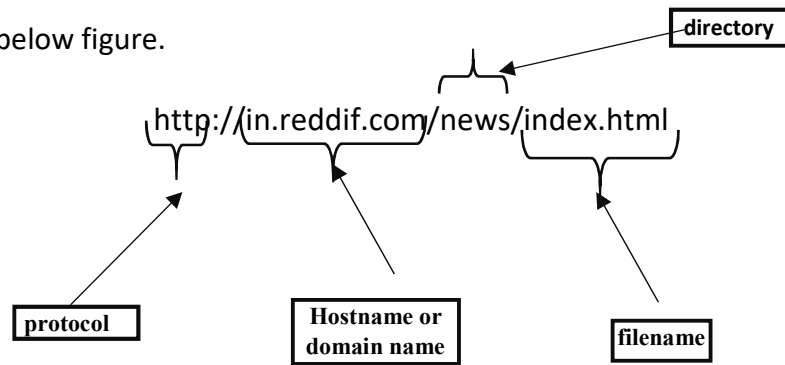 directory
below figure.
http://in.reddif.com/news/index.html
protocol
Hostname or
domain name
filename